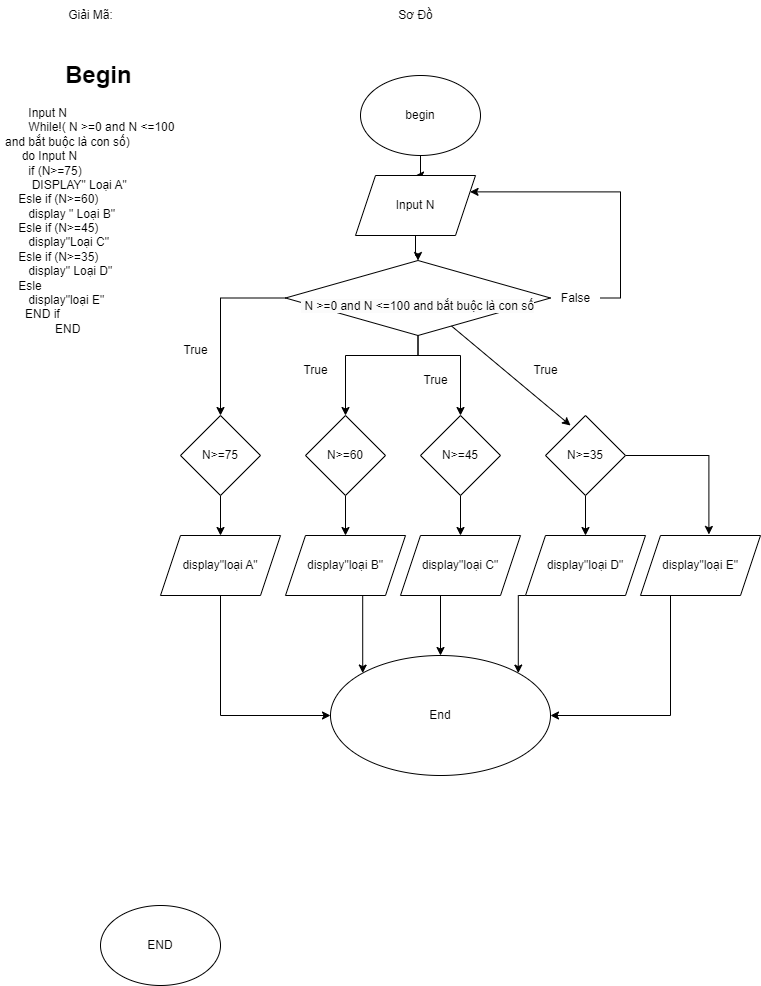 Giải Mã:
Sơ Đồ
Begin
Input N
While!( N >=0 and N <=100
and bắt buộc là con số)
do Input N
if (N>=75)
DISPLAY" Loại A"
Esle if (N>=60)
display " Loại B"
Esle if (N>=45)
display"Loại C"
Esle if (N>=35)
display" Loại D"
Esle
display"loại E"
END if
END
begin
Input N
N >=0 and N <=100 and bắt buộc là con số
False
True
True
True
True
N>=75
N>=60
N>=45
N>=35
display"loại A"
display"loại B"
display"loại C"
display"loại D"
display"loại E"
End
END